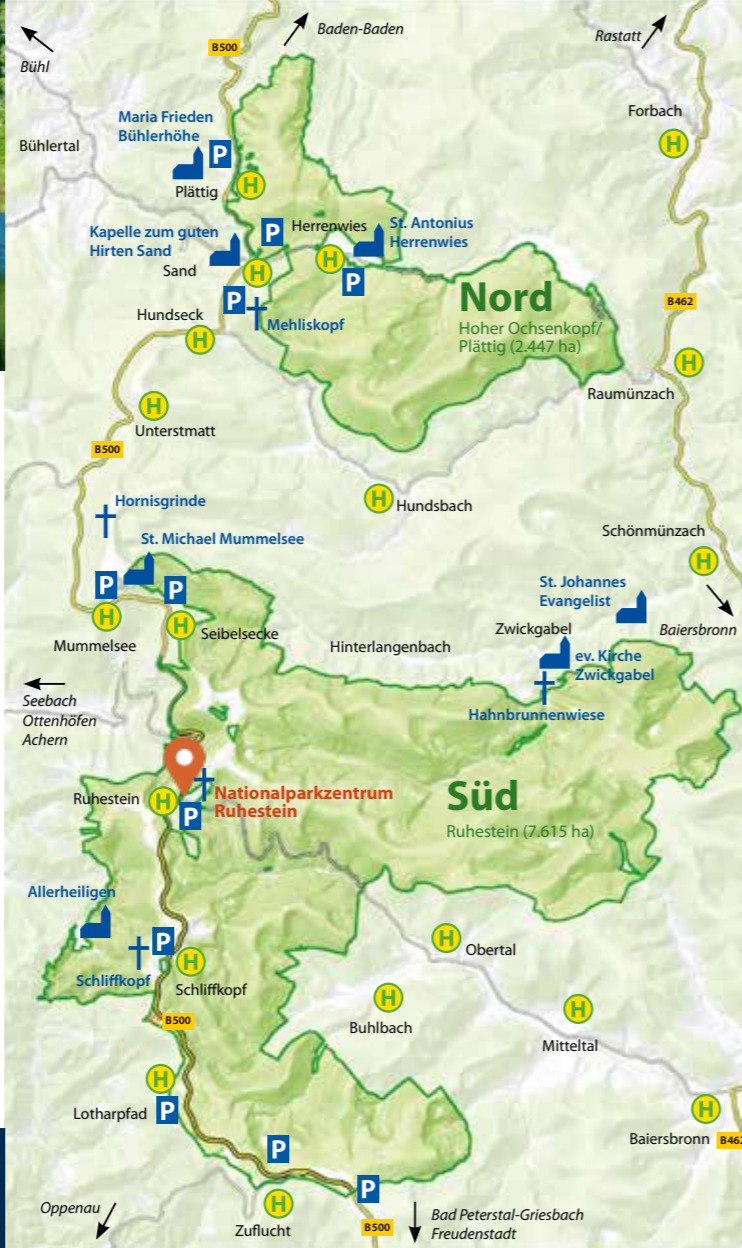 Baden-Baden
Rastatt
B500
Bühl
Forbach
Maria Frieden
Bühlerhöhe
P
H
Bühlertal
Plättig
H
Kapelle zum guten
Hirten Sand
P
Herrenwies
St. Antonius
Herrenwies
Sand
H
H
P
Nord
Hoher Ochsenkopf/
Plättig (2.447 ha)
P
B462
Hundseck
Mehliskopf
H
H
Raumünzach
H
Unterstmatt
B500
H
Hundsbach
Hornisgrinde
Schönmünzach
St. Michael Mummelsee
H
P
P
St. Johannes
Evangelist
H
Mummelsee
H
Seibelsecke
Zwickgabel
Baiersbronn
Hinterlangenbach
ev. Kirche
Zwickgabel
Seebach
Ottenhöfen
Achern
Hahnbrunnenwiese
Nationalparkzentrum
Ruhestein
Ruhestein
H
P
Süd
Ruhestein (7.615 ha)
Allerheiligen
P
H
Obertal
Schliffkopf
H
Schliffkopf
H
Buhlbach
H
Mitteltal
B500
H
Lotharpfad
P
H
Baiersbronn
B462
P
P
Oppenau
H
Zuflucht
B500
Bad Peterstal-Griesbach
Freudenstadt